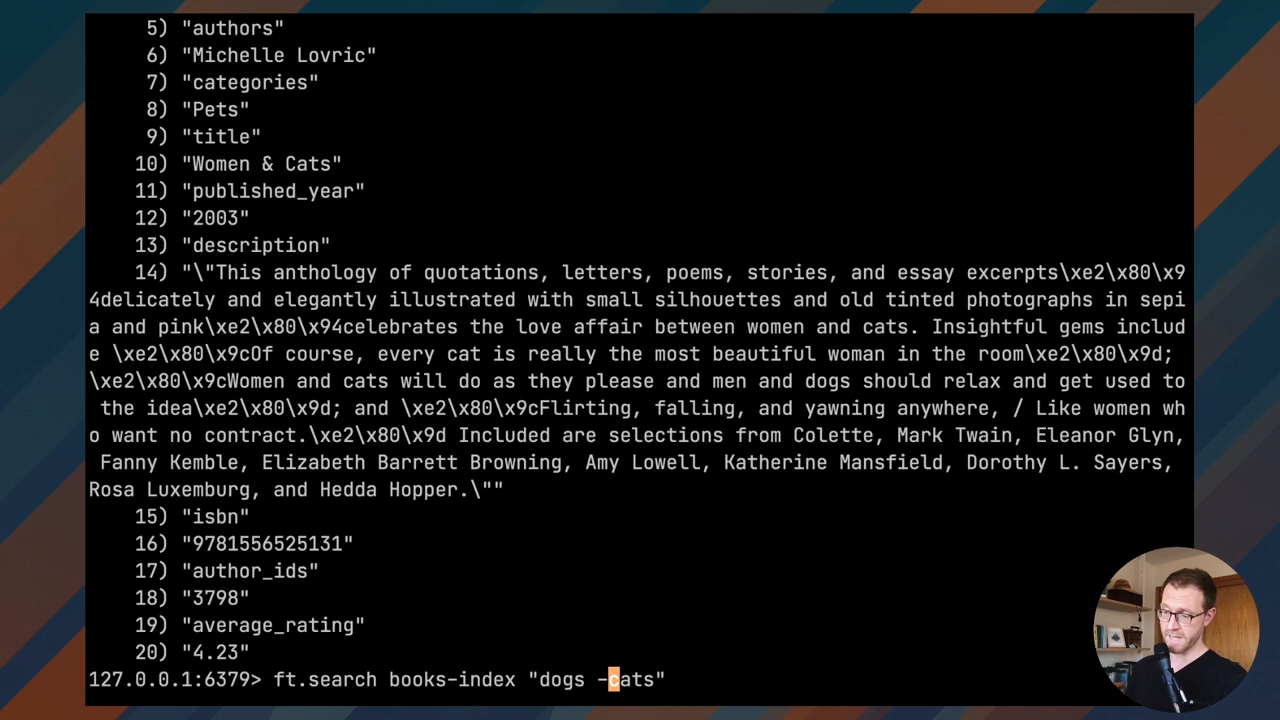 5) "authors"
6) "Michelle Lovric"
7) "categories"
8) "Pets"
9) "title"
10) "Women & Cats"
11) "published_year"
12) "2003"
13) "description"
14) "\"This anthology of quotations, letters, poems, stories, and essay excerpts\xe2\x80\x9
4delicately and elegantly illustrated with small silhouettes and old tinted photographs in sepi
a and pink\xe2\x80\x94celebrates the love affair between women and cats. Insightful gems includ
e \xe2\x80\x9cOf course, every cat is really the most beautiful woman in the room\xe2\x80\x9d;
\xe2\x80\x9cWomen and cats will do as they please and men and dogs should relax and get used to
the idea\xe2\x80\x9d; and \xe2\x80\x9cFlirting, falling, and yawning anywhere, / Like women wh
o want no contract.\xe2\x80\x9d Included are selections from Colette, Mark Twain, Eleanor Glyn,
Fanny Kemble, Elizabeth Barrett Browning, Amy Lowell, Katherine Mansfield, Dorothy L. Sayers,
Rosa Luxemburg, and Hedda Hopper.\""
15) "isbn"
16) "9781556525131"
17) "author_ids"
18) "3798"
19) "average_rating"
20) "4.23"
127.0.0.1:6379> ft.search books-index "dogs -cats"